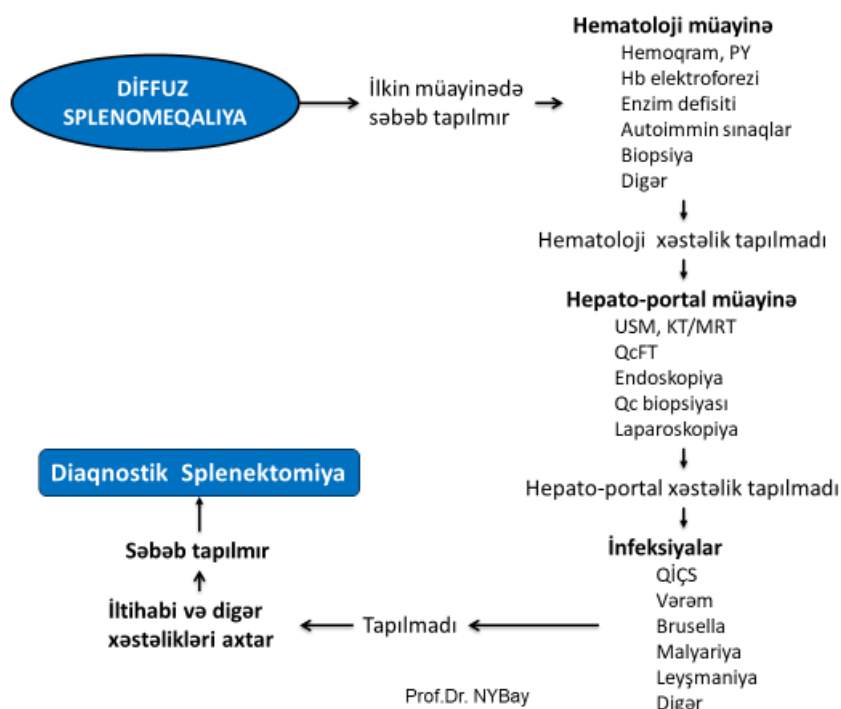 DİFFUZ
SPLENOMEQALIYA
İlkin müayinədə
səbəb tapılmır
Hematoloji müayinə
Hemoqram, PY
Hb elektroforezi
Enzim defisiti
Autoimmin sınaqlar
Biopsiya
Digər
Hematoloji xəstəlik tapılmadı
Hepato-portal müayinə
USM, KT/MRT
QcFT
Endoskopiya
Qc biopsiyası
Laparoskopiya
Hepato-portal xəstəlik tapılmadı
İnfeksiyalar
QİÇS
Vərəm
Brusella
Malyariya
Leyşmaniya
Digər
Tapılmadı
İltihabi və digər
xəstəlikləri axtar
Səbəb tapılmır
Diaqnostik Splenektomiya
Prof.Dr. NYBay